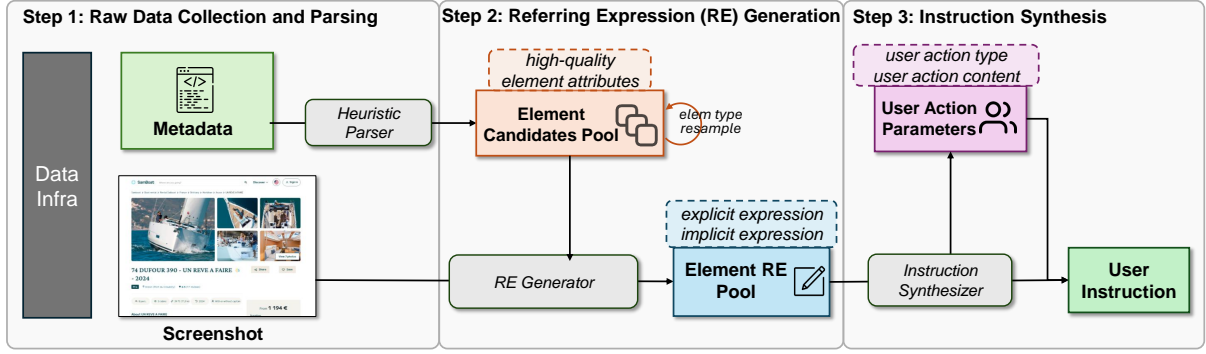 Step 1: Raw Data Collection and Parsing
Data
Infra
Metadata
Heuristic
Parser
74 DUFOUR 390 - UN REVE A FAIRE
- 2024
1 194 €
Screenshot
Step 2: Referring Expression (RE) Generation
high-quality
element attributes
Element
Candidates Pool
elem type
resample
RE Generator
explicit expression
implicit expression
Element RE
Pool
Step 3: Instruction Synthesis
user action type
user action content
User Action
Parameters
Instruction
Synthesizer
User
Instruction